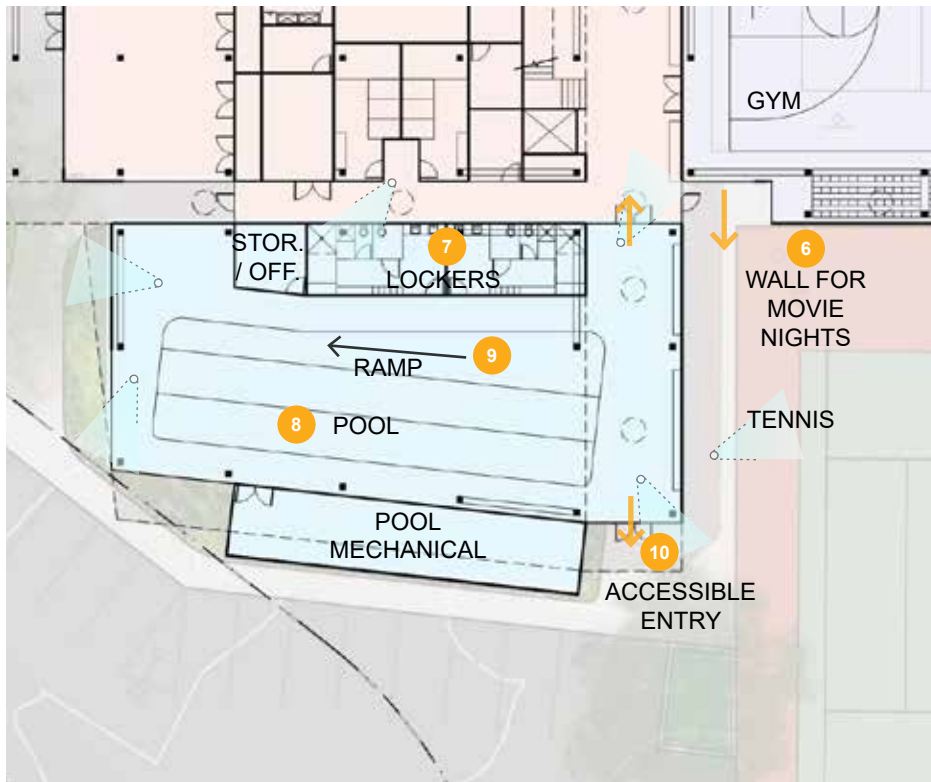 GYM
6
WALL FOR
MOVIE
NIGHTS
STOR.
/ OFF.
7
LOCKERS
9
RAMP
8
POOL
TENNIS
POOL
MECHANICAL
10
ACCESSIBLE
ENTRY